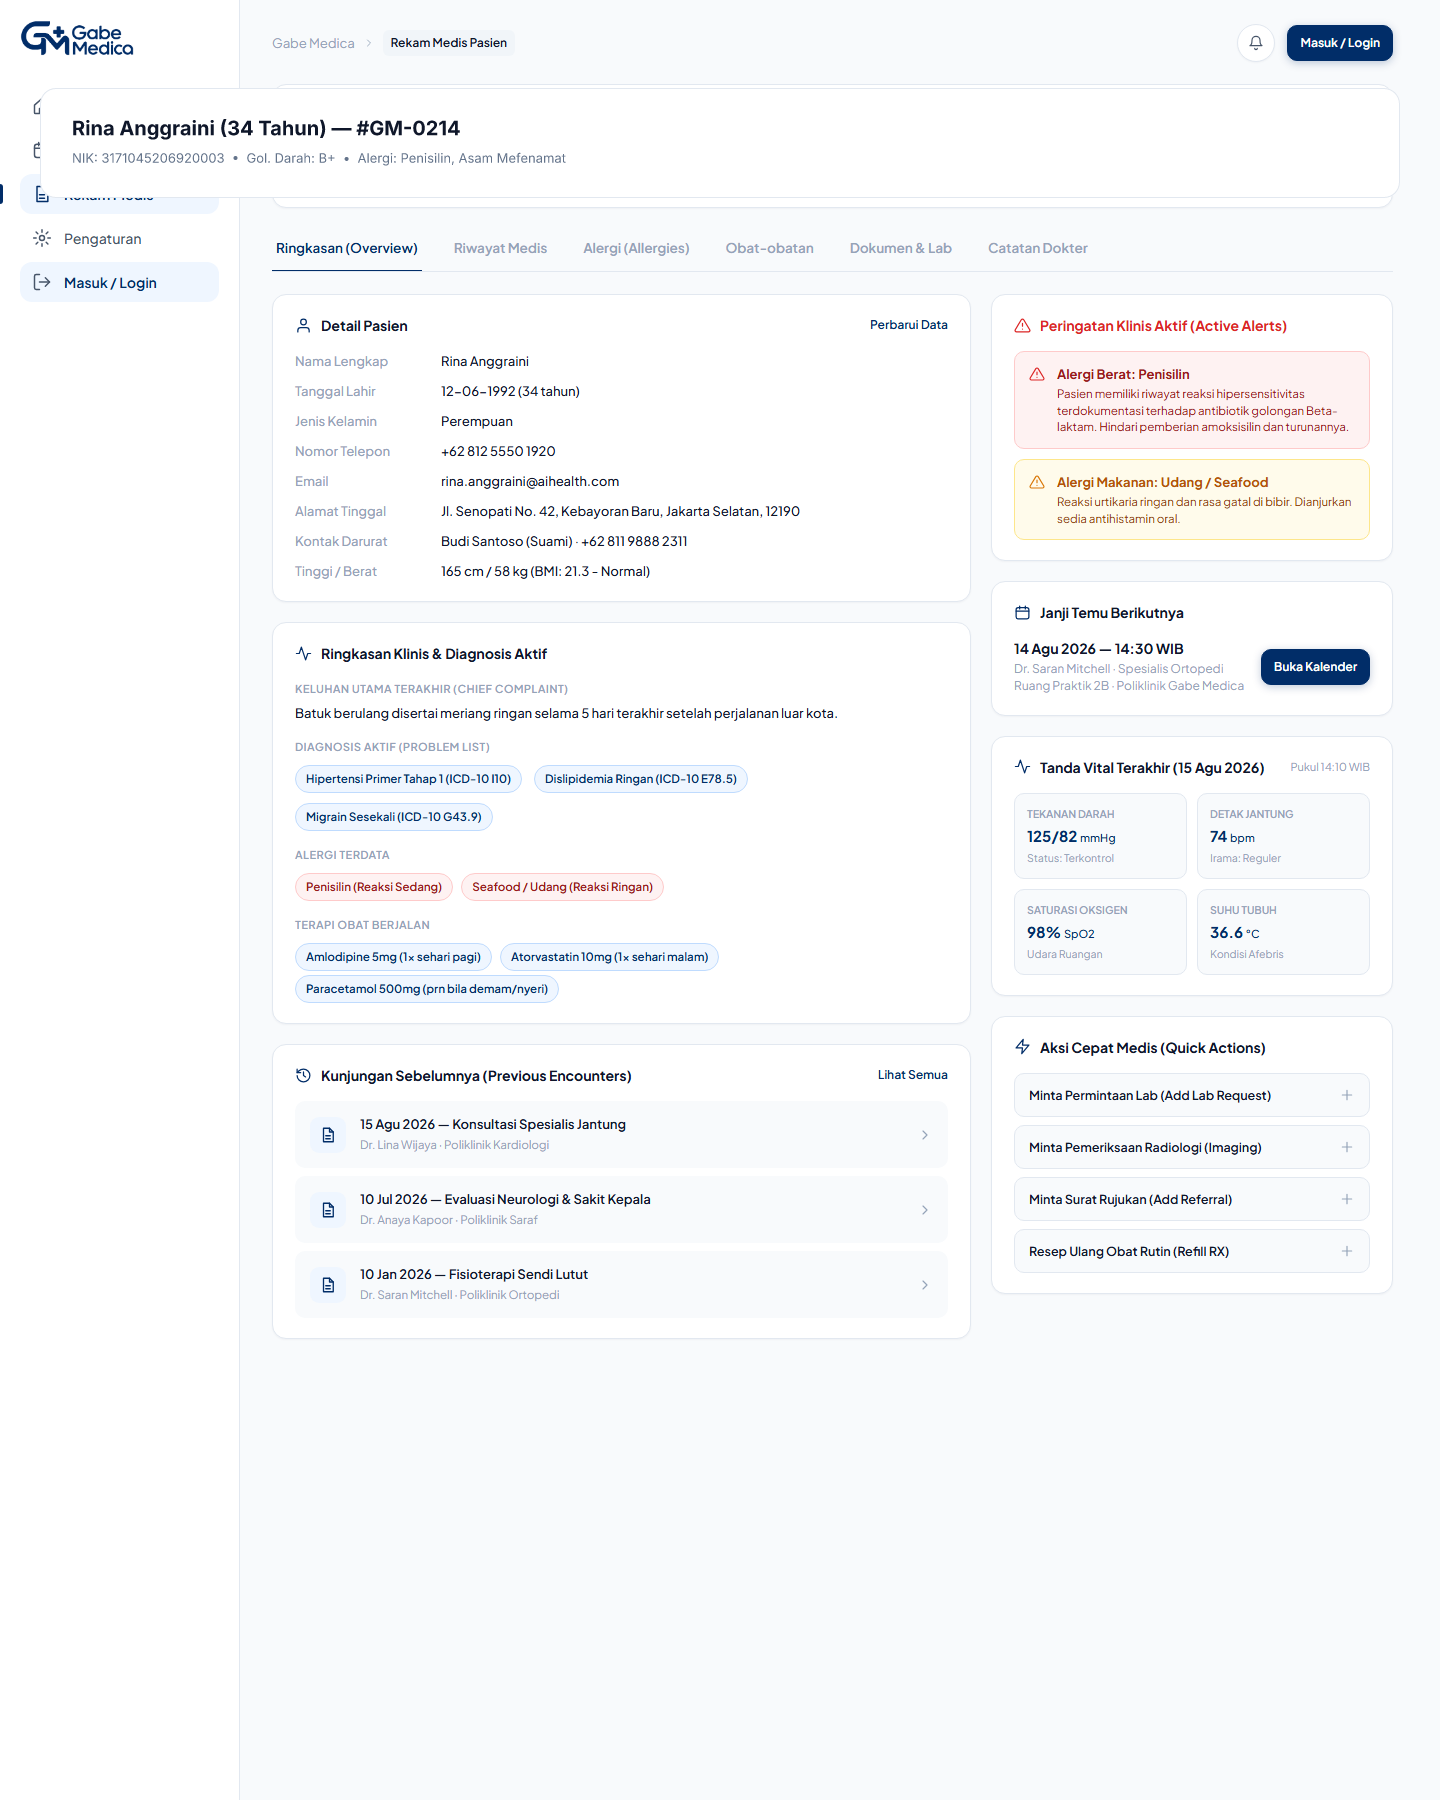 Gabe
Medica
Gabe Medica
Rekam Medis Pasien
Masuk / Login
Rina Anggraini (34 Tahun) — #GM-0214
NIK: 3171045206920003 • Gol. Darah: B+ • Alergi: Penisilin, Asam Mefenamat
Rekam Medis
Pengaturan
Masuk / Login
Ringkasan (Overview)
Riwayat Medis
Alergi (Allergies)
Obat-obatan
Dokumen & Lab
Catatan Dokter
Detail Pasien
Perbarui Data
Nama Lengkap Rina Anggraini
Tanggal Lahir 12-06-1992 (34 tahun)
Jenis Kelamin Perempuan
Nomor Telepon +62 812 5550 1920
Email rina.anggraini@aihealth.com
Alamat Tinggal Jl. Senopati No. 42, Kebayoran Baru, Jakarta Selatan, 12190
Kontak Darurat Budi Santoso (Suami) · +62 811 9888 2311
Tinggi / Berat 165 cm / 58 kg (BMI: 21.3 - Normal)
Ringkasan Klinis & Diagnosis Aktif
KELUHAN UTAMA TERAKHIR (CHIEF COMPLAINT)
Batuk berulang disertai meriang ringan selama 5 hari terakhir setelah perjalanan luar kota.
DIAGNOSIS AKTIF (PROBLEM LIST)
Hipertensi Primer Tahap 1 (ICD-10 I10)
Dislipidemia Ringan (ICD-10 E78.5)
Migrain Sesekali (ICD-10 G43.9)
ALERGI TERDATA
Penisilin (Reaksi Sedang)
Seafood / Udang (Reaksi Ringan)
TERAPI OBAT BERJALAN
Amlodipine 5mg (1x sehari pagi)
Atorvastatin 10mg (1x sehari malam)
Paracetamol 500mg (prn bila demam/nyeri)
Kunjungan Sebelumnya (Previous Encounters)
Lihat Semua
15 Agu 2026 — Konsultasi Spesialis Jantung
Dr. Lina Wijaya · Poliklinik Kardiologi
10 Jul 2026 — Evaluasi Neurologi & Sakit Kepala
Dr. Anaya Kapoor · Poliklinik Saraf
10 Jan 2026 — Fisioterapi Sendi Lutut
Dr. Saran Mitchell · Poliklinik Ortopedi
Peringatan Klinis Aktif (Active Alerts)
Alergi Berat: Penisilin
Pasien memiliki riwayat reaksi hipersensitivitas
terdokumentasi terhadap antibiotik golongan Beta-
laktam. Hindari pemberian amoksisilin dan turunannya.
Alergi Makanan: Udang / Seafood
Reaksi urtikaria ringan dan rasa gatal di bibir. Dianjurkan
sedia antihistamin oral.
Janji Temu Berikutnya
14 Agu 2026 — 14:30 WIB
Dr. Saran Mitchell · Spesialis Ortopedi
Ruang Praktik 2B · Poliklinik Gabe Medica
Buka Kalender
Tanda Vital Terakhir (15 Agu 2026)
Pukul 14:10 WIB
TEKANAN DARAH
125/82 mmHg
Status: Terkontrol
DETAK JANTUNG
74 bpm
Irama: Reguler
SATURASI OKSIGEN
98% SpO2
Udara Ruangan
SUHU TUBUH
36.6 °C
Kondisi Afebris
Aksi Cepat Medis (Quick Actions)
Minta Permintaan Lab (Add Lab Request)
Minta Pemeriksaan Radiologi (Imaging)
Minta Surat Rujukan (Add Referral)
Resep Ulang Obat Rutin (Refill RX)